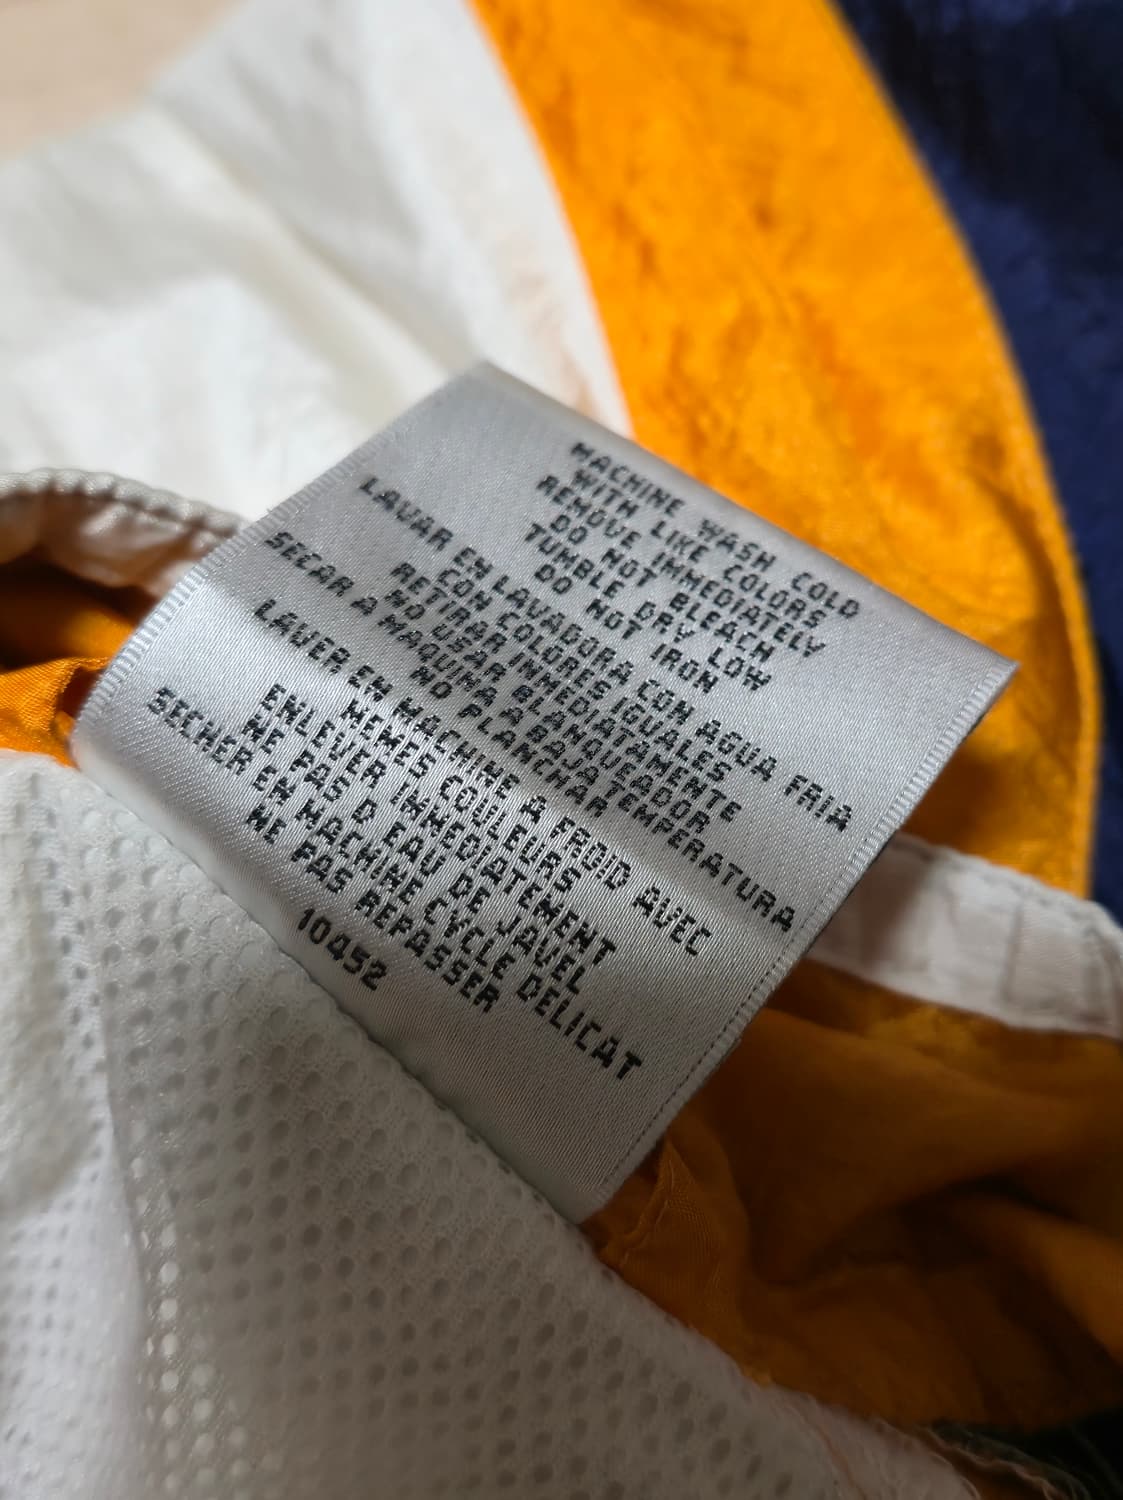 MACHINE WASH COLD
WITH LIKE COLORS
REMOVE IMMEDIATELY
DO NOT BLEACH
TUMBLE DRY LOW
DO NOT IRON
LAVAR EN LAVADORA CON AGUA FRIA
CON COLORES IGUALES
RETIRAR INMEDIATAMENTE
NO USAR BLANQUEADOR
SECAR A MAQUINA A BAJA TEMPERATURA
NO PLANCHAR
LAVER EN MACHINE A FROID AVEC
MEMES COULEURS
ENLEVER IMMEDIATEMENT
NE PAS D EAU DE JAVEL
SECHER EN MACHINE CYCLE DELICAT
NE PAS REPASSER
10452